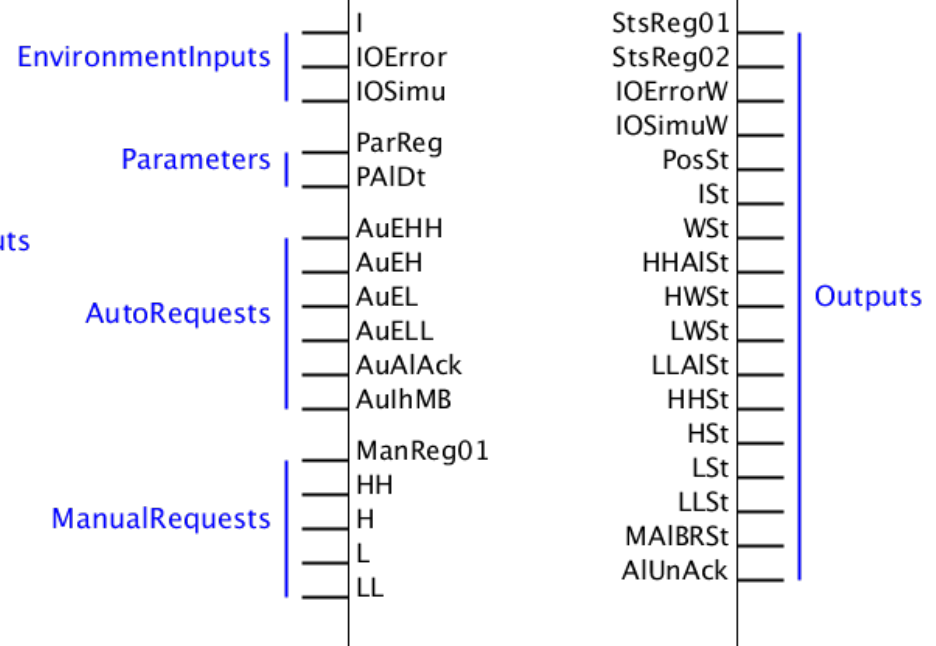 EnvironmentInputs
I
IOError
IOSimu
Parameters
ParReg
PAlDt
uts
AutoRequests
AuEHH
AuEH
AuEL
AuELL
AuAlAck
AuIhMB
ManualRequests
ManReg01
HH
H
L
LL
StsReg01
StsReg02
IOErrorW
IOSimuW
PosSt
ISt
WSt
HHAlSt
HWSt
LWSt
LLAlSt
HHSt
HSt
LSt
LLSt
MAlBRSt
AlUnAck
Outputs